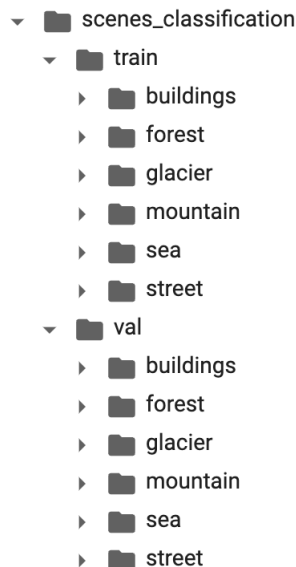 scenes_classification
train
buildings
forest
glacier
mountain
sea
street
val
buildings
forest
glacier
mountain
sea
street